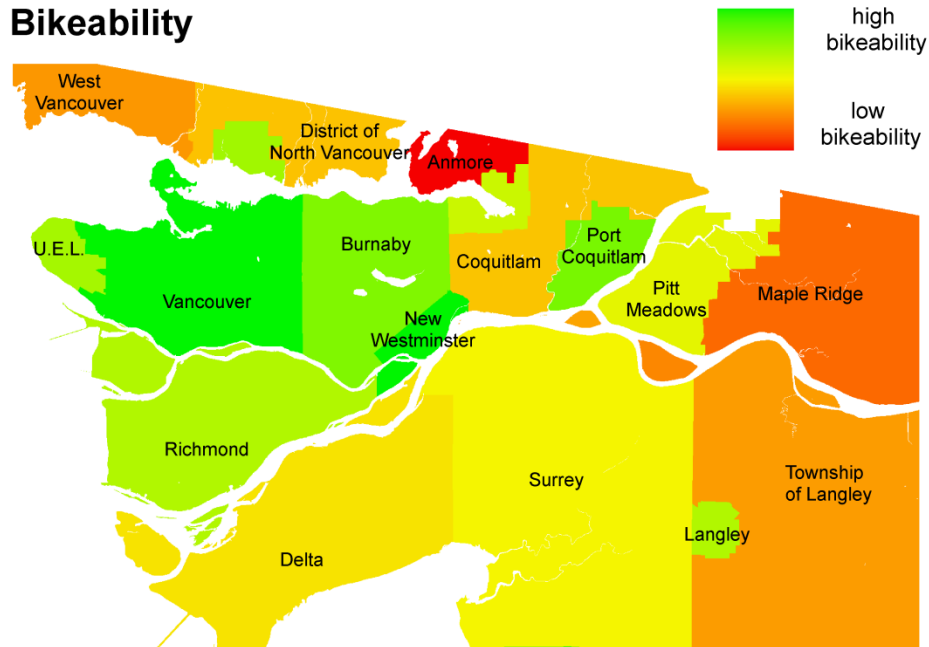 Bikeability
high
bikeability
low
bikeability
West
Vancouver
District of
North Vancouver
Anmore
U.E.L.
Burnaby
Port
Coquitlam
Coquitlam
Vancouver
Pitt
Meadows
Maple Ridge
New
Westminster
Richmond
Surrey
Township
of Langley
Langley
Delta